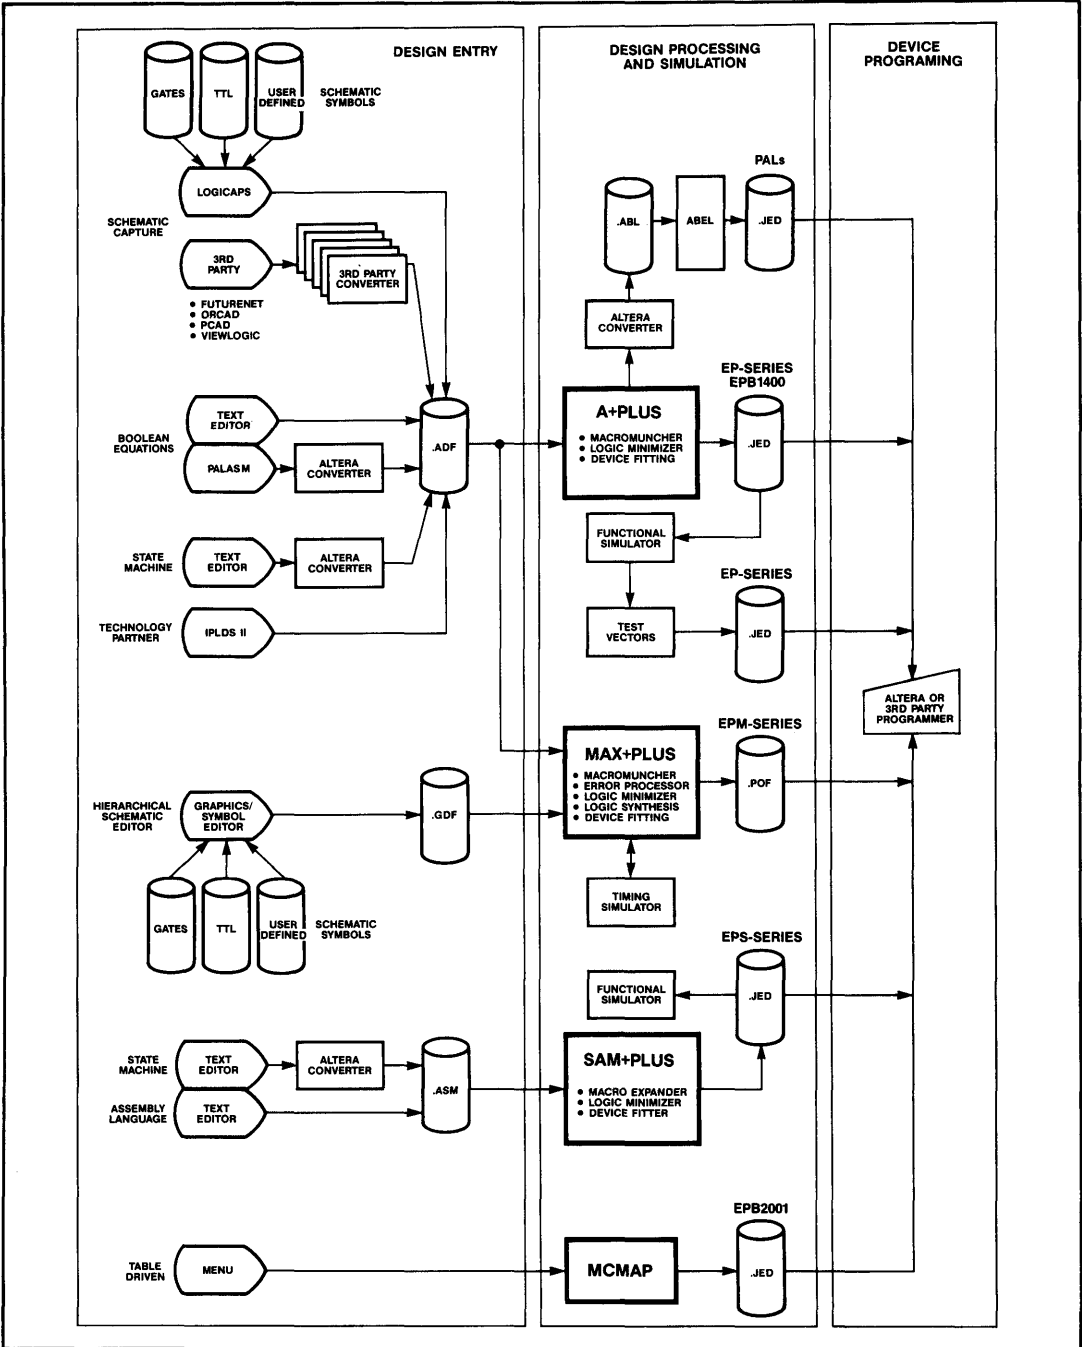 DESIGN ENTRY
GATES
TTL
USER
DEFINED
SCHEMATIC
SYMBOLS
LOGICAPS
SCHEMATIC
CAPTURE
3RD
PARTY
3RD PARTY
CONVERTER
• FUTURENET
• ORCAD
• PCAD
• VIEWLOGIC
BOOLEAN
EQUATIONS
TEXT
EDITOR
PALASM
ALTERA
CONVERTER
.ADF
STATE
MACHINE
TEXT
EDITOR
ALTERA
CONVERTER
TECHNOLOGY
PARTNER
IPLDS II
HIERARCHICAL
SCHEMATIC
EDITOR
GRAPHICS/
SYMBOL
EDITOR
.GDF
GATES
TTL
USER
DEFINED
SCHEMATIC
SYMBOLS
STATE
MACHINE
TEXT
EDITOR
ALTERA
CONVERTER
ASSEMBLY
LANGUAGE
TEXT
EDITOR
.ASM
TABLE
DRIVEN
MENU
DESIGN PROCESSING
AND SIMULATION
PALs
.ABL
ABEL
.JED
ALTERA
CONVERTER
EP-SERIES
EPB1400
A+PLUS
• MACROMUNCHER
• LOGIC MINIMIZER
• DEVICE FITTING
.JED
FUNCTIONAL
SIMULATOR
EP-SERIES
TEST
VECTORS
.JED
EPM-SERIES
MAX+PLUS
• MACROMUNCHER
• ERROR PROCESSOR
• LOGIC MINIMIZER
• LOGIC SYNTHESIS
• DEVICE FITTING
.POF
TIMING
SIMULATOR
EPS-SERIES
FUNCTIONAL
SIMULATOR
.JED
SAM+PLUS
• MACRO EXPANDER
• LOGIC MINIMIZER
• DEVICE FITTER
EPB2001
MCMAP
.JED
DEVICE
PROGRAMING
ALTERA OR
3RD PARTY
PROGRAMMER